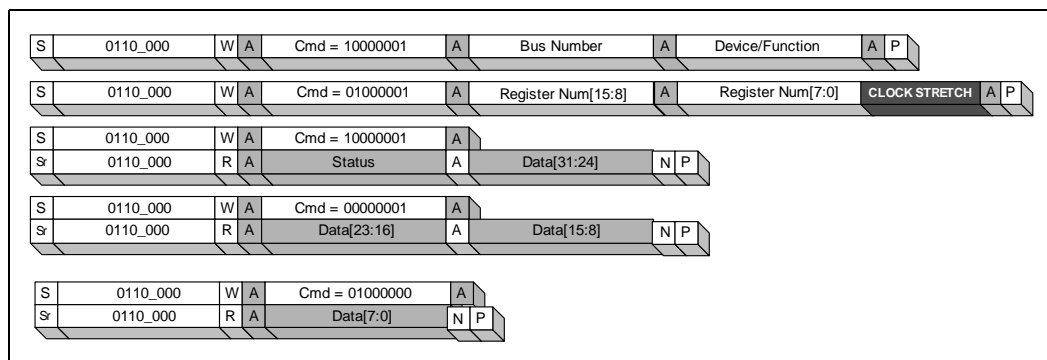 S 0110_000 W A Cmd = 10000001 A Bus Number A Device/Function A P
S 0110_000 W A Cmd = 01000001 A Register Num[15:8] A Register Num[7:0] CLOCK STRETCH A P
S 0110_000 W A Cmd = 10000001 A
Sr 0110_000 R A Status A Data[31:24] N P
S 0110_000 W A Cmd = 00000001 A
Sr 0110_000 R A Data[23:16] A Data[15:8] N P
S 0110_000 W A Cmd = 01000000 A
Sr 0110_000 R A Data[7:0] N P